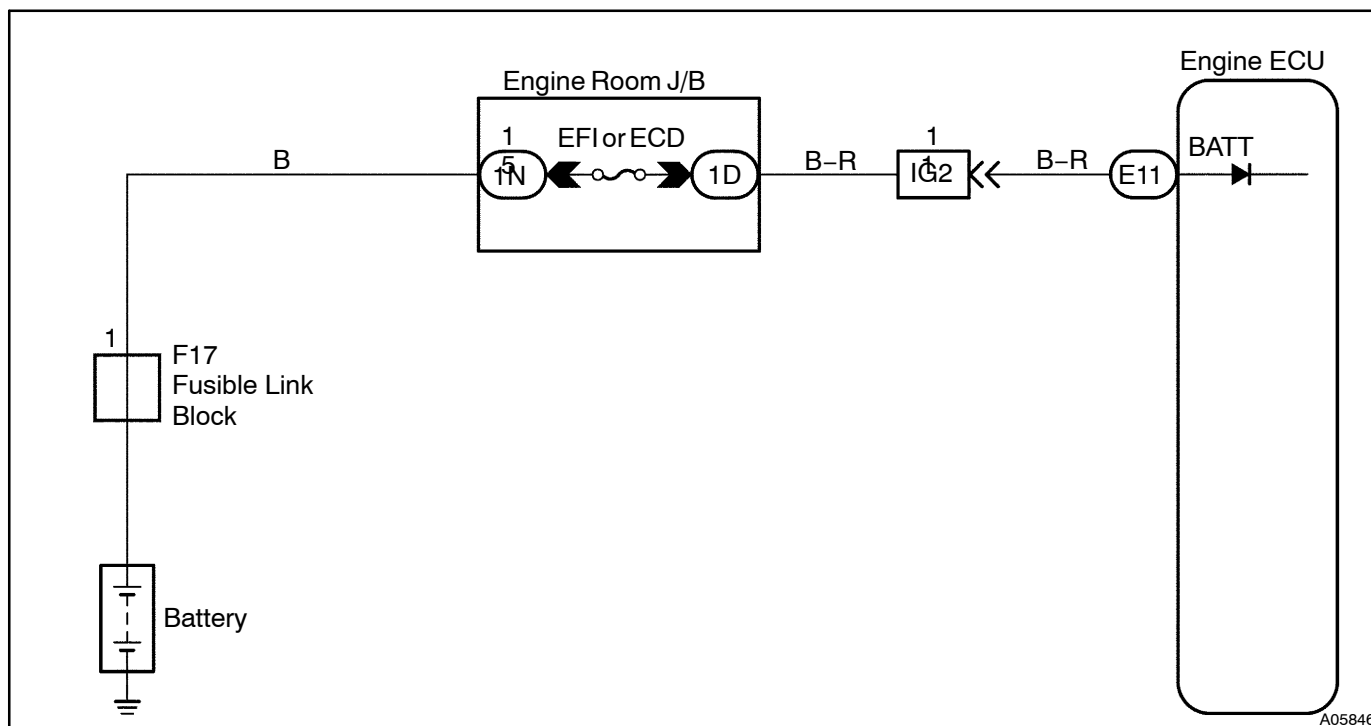 Engine ECU
Engine Room J/B
1
EFI or ECD
1
BATT
B
5
1N
1D
B–R
1
IG2
B–R
E11
1
F17
Fusible Link
Block
Battery
A05846